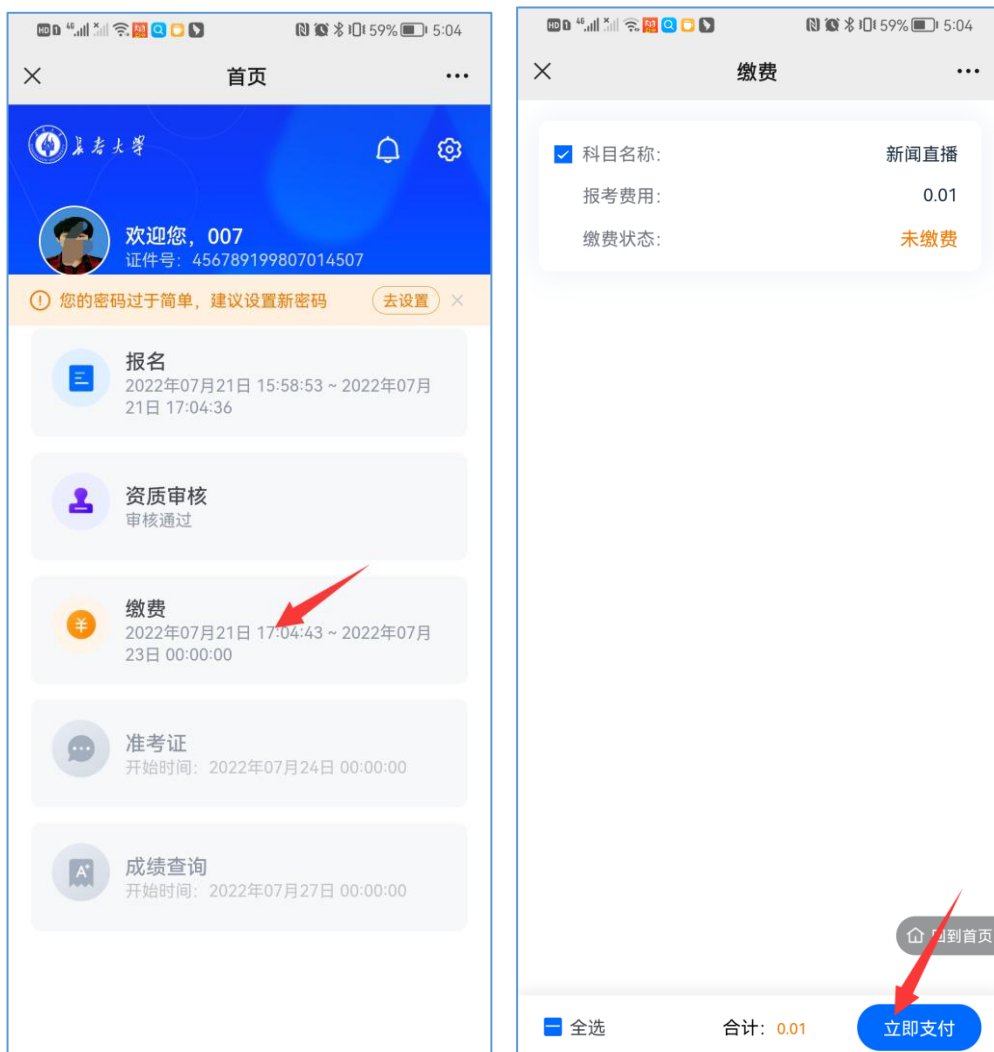 HD 4G 59% 5:04
首页
长春大学
欢迎您，007
证件号：456789199807014507
您的密码过于简单，建议设置新密码 去设置
报名
2022年07月21日 15:58:53 ~ 2022年07月
21日 17:04:36
资质审核
审核通过
缴费
2022年07月21日 17:04:43 ~ 2022年07月
23日 00:00:00
准考证
开始时间：2022年07月24日 00:00:00
成绩查询
开始时间：2022年07月27日 00:00:00
HD 4G 59% 5:04
缴费
科目名称: 新闻直播
报考费用: 0.01
缴费状态: 未缴费
回到首页
全选 合计: 0.01 立即支付